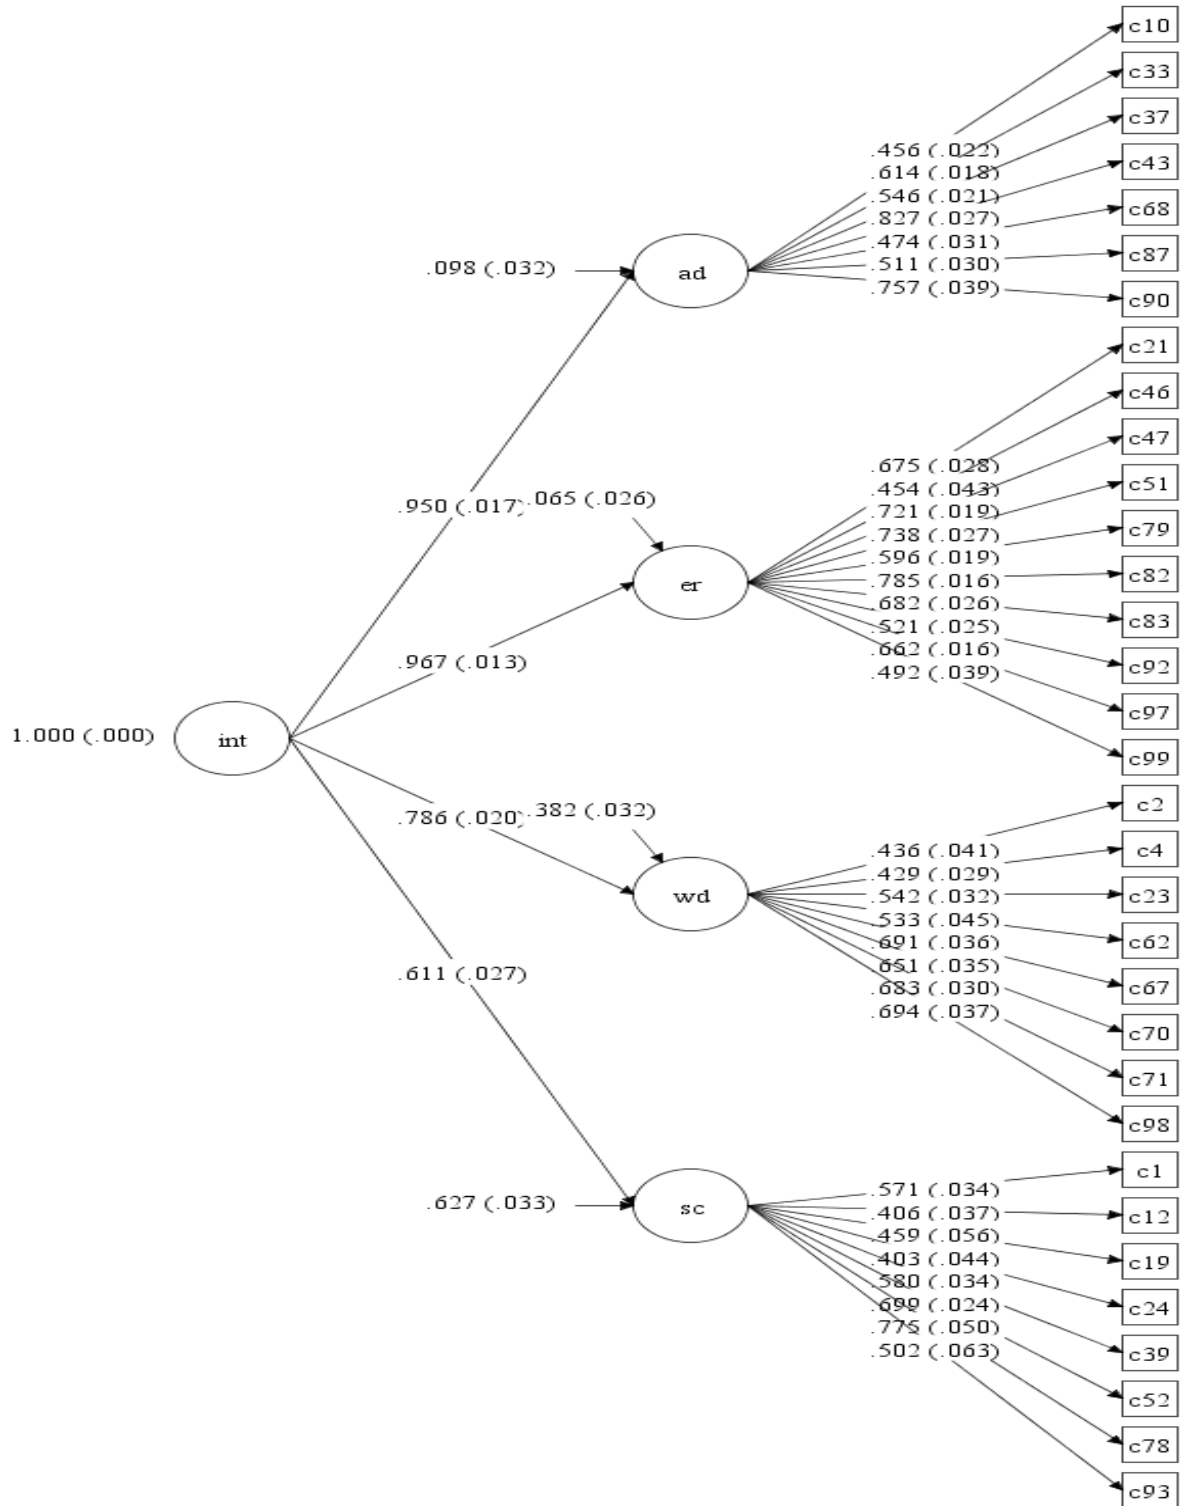 c10
c33
c37
c43
c68
c87
c90
.456 (.022)
.614 (.018)
.546 (.021)
.827 (.027)
.474 (.031)
.511 (.030)
.757 (.039)
.098 (.032)
ad
c21
c46
c47
c51
c79
c82
c83
c92
c97
c99
.675 (.028)
.454 (.043)
.721 (.019)
.738 (.027)
.596 (.019)
.785 (.016)
.682 (.026)
.521 (.025)
.662 (.016)
.492 (.039)
.950 (.017)
.065 (.026)
er
.967 (.013)
1.000 (.000)
int
c2
c4
c23
c62
c67
c70
c71
c98
.436 (.041)
.429 (.029)
.542 (.032)
.533 (.045)
.691 (.036)
.651 (.035)
.683 (.030)
.694 (.037)
.786 (.020)
.382 (.032)
wd
.611 (.027)
c1
c12
c19
c24
c39
c52
c78
c93
.571 (.034)
.406 (.037)
.459 (.056)
.403 (.044)
.580 (.034)
.699 (.024)
.775 (.050)
.502 (.063)
.627 (.033)
sc